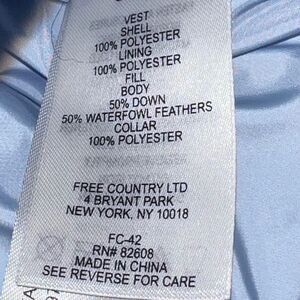 VEST
SHELL
100% POLYESTER
LINING
100% POLYESTER
FILL
BODY
50% DOWN
50% WATERFOWL FEATHERS
COLLAR
100% POLYESTER
FREE COUNTRY LTD
4 BRYANT PARK
NEW YORK, NY 10018
FC-42
RN# 82608
MADE IN CHINA
SEE REVERSE FOR CARE